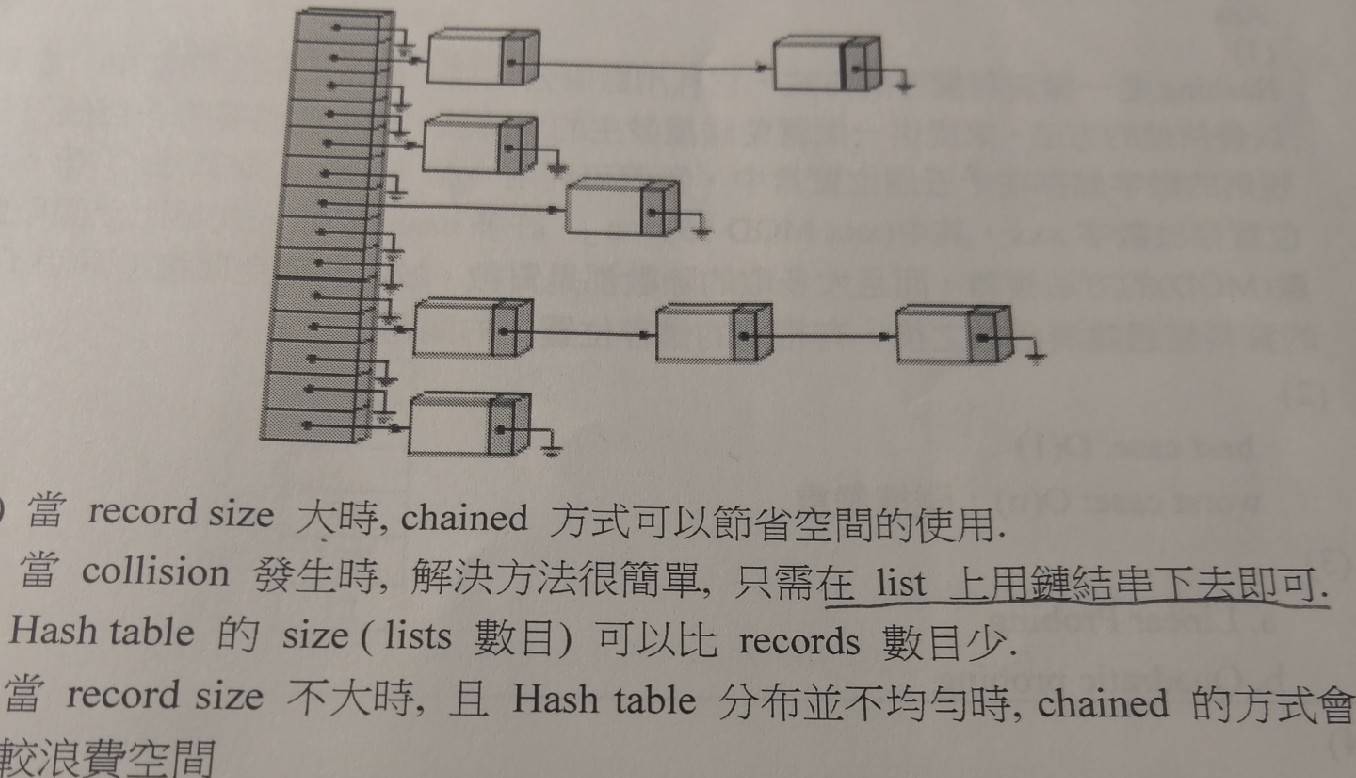 ) 當 record size 大時, chained 方式可以節省空間的使用.
當 collision 發生時, 解決方法很簡單, 只需在 list 上用鏈結串下去即可.
Hash table 的 size ( lists 數目) 可以比 records 數目少.
當 record size 不大時, 且 Hash table 分布並不均勻時, chained 的方式會
較浪費空間